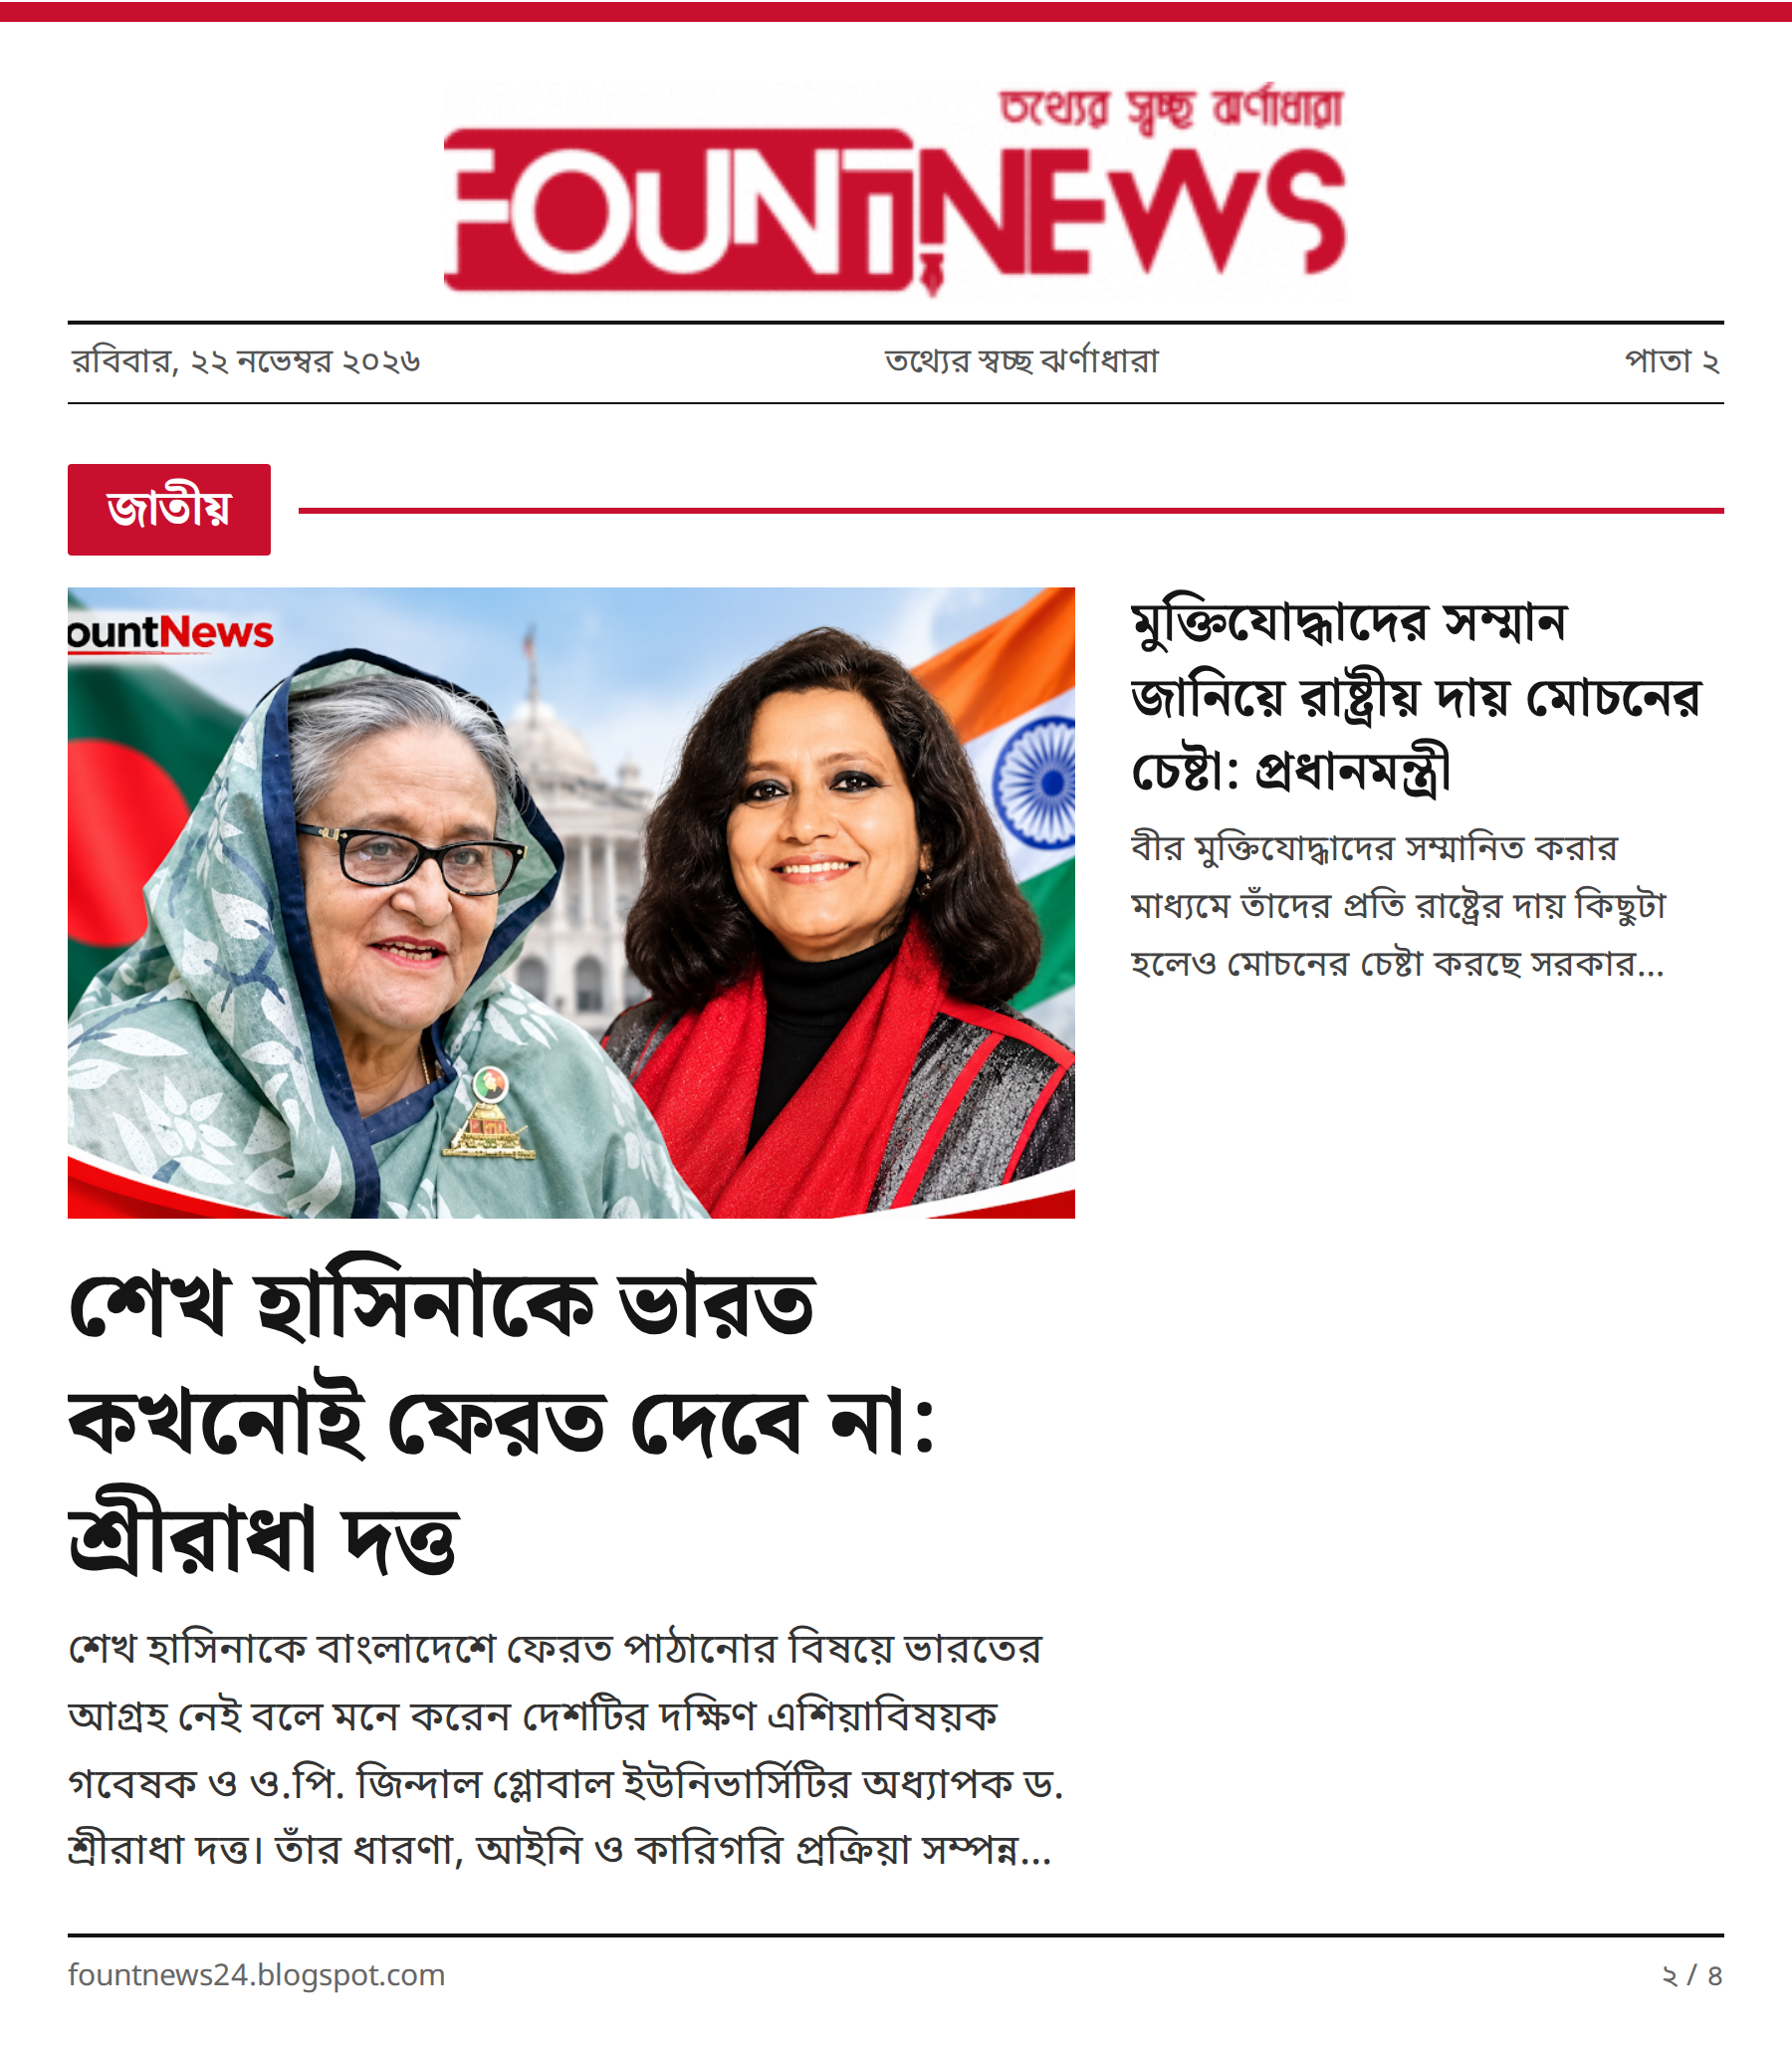 তথ্যের স্বচ্ছ ঝর্ণাধারা
FOUNT NEWS
রবিবার, ২২ নভেম্বর ২০২৬
তথ্যের স্বচ্ছ ঝর্ণাধারা
পাতা ২
জাতীয়
ountNews
শেখ হাসিনাকে ভারত
কখনোই ফেরত দেবে না:
শ্রীরাধা দত্ত
শেখ হাসিনাকে বাংলাদেশে ফেরত পাঠানোর বিষয়ে ভারতের
আগ্রহ নেই বলে মনে করেন দেশটির দক্ষিণ এশিয়াবিষয়ক
গবেষক ও ও.পি. জিন্দাল গ্লোবাল ইউনিভার্সিটির অধ্যাপক ড.
শ্রীরাধা দত্ত। তাঁর ধারণা, আইনি ও কারিগরি প্রক্রিয়া সম্পন্ন...
মুক্তিযোদ্ধাদের সম্মান
জানিয়ে রাষ্ট্রীয় দায় মোচনের
চেষ্টা: প্রধানমন্ত্রী
বীর মুক্তিযোদ্ধাদের সম্মানিত করার
মাধ্যমে তাঁদের প্রতি রাষ্ট্রের দায় কিছুটা
হলেও মোচনের চেষ্টা করছে সরকার...
fountnews24.blogspot.com
২ / ৪